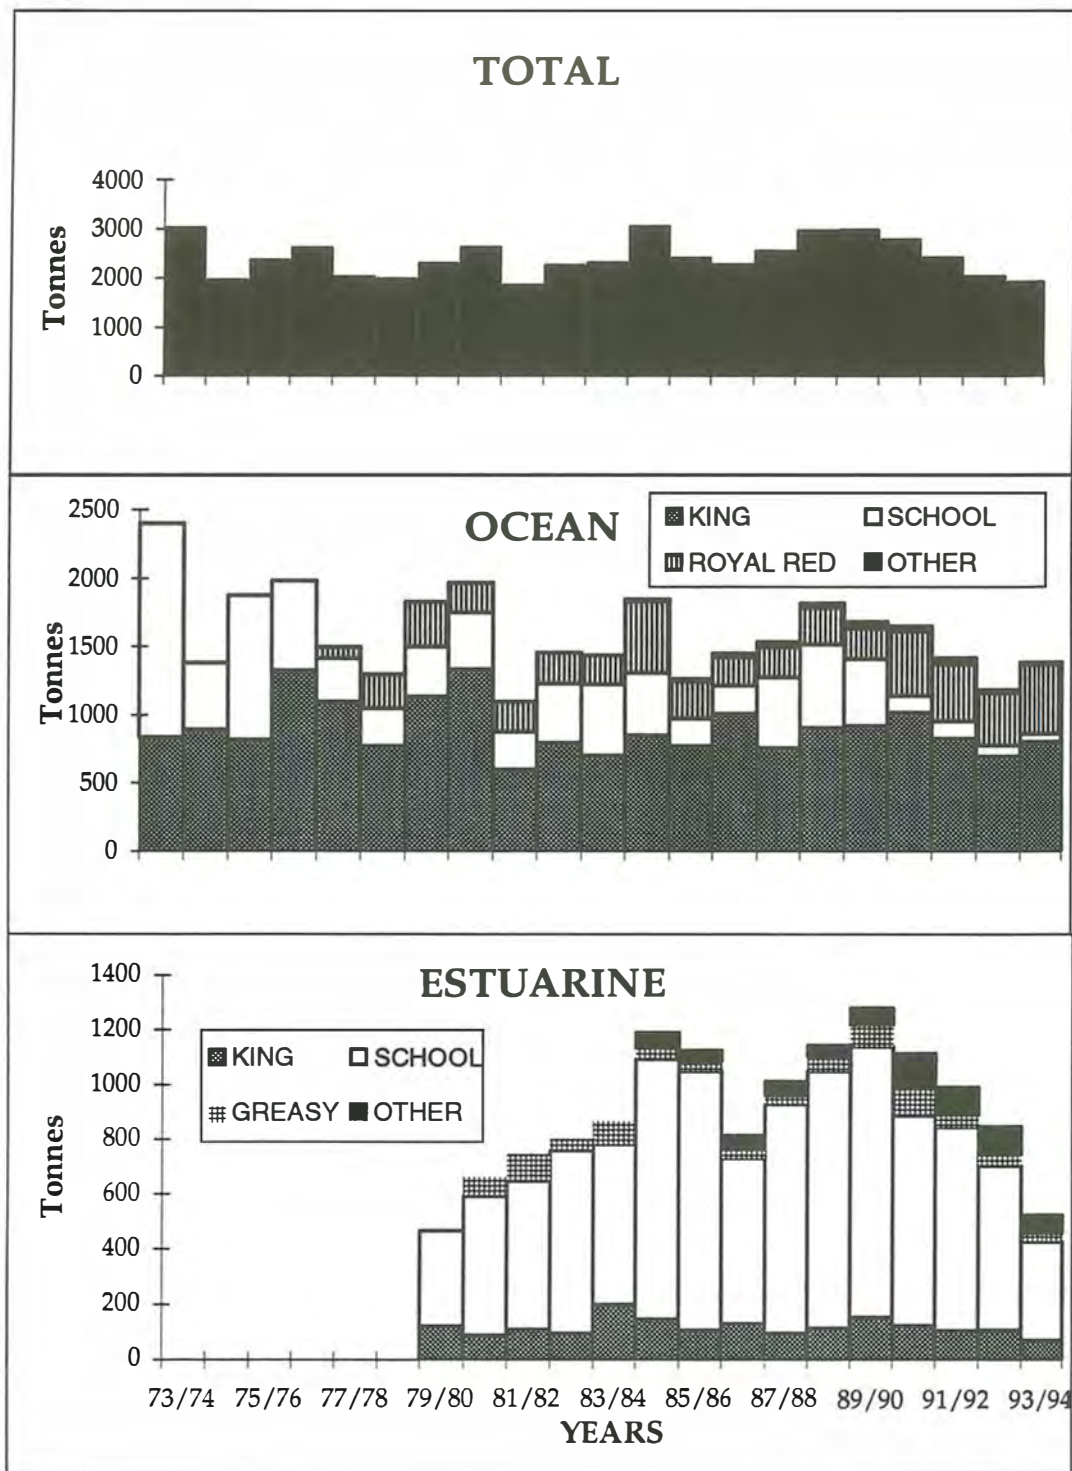 TOTAL
4000
3000
2000
1000
0
Tonnes
OCEAN
KING SCHOOL
ROYAL RED OTHER
2500
2000
1500
1000
500
0
Tonnes
ESTUARINE
KING SCHOOL
GREASY OTHER
1400
1200
1000
800
600
400
200
0
Tonnes
73/74 75/76 77/78 79/80 81/82 83/84 85/86 87/88 89/90 91/92 93/94
YEARS